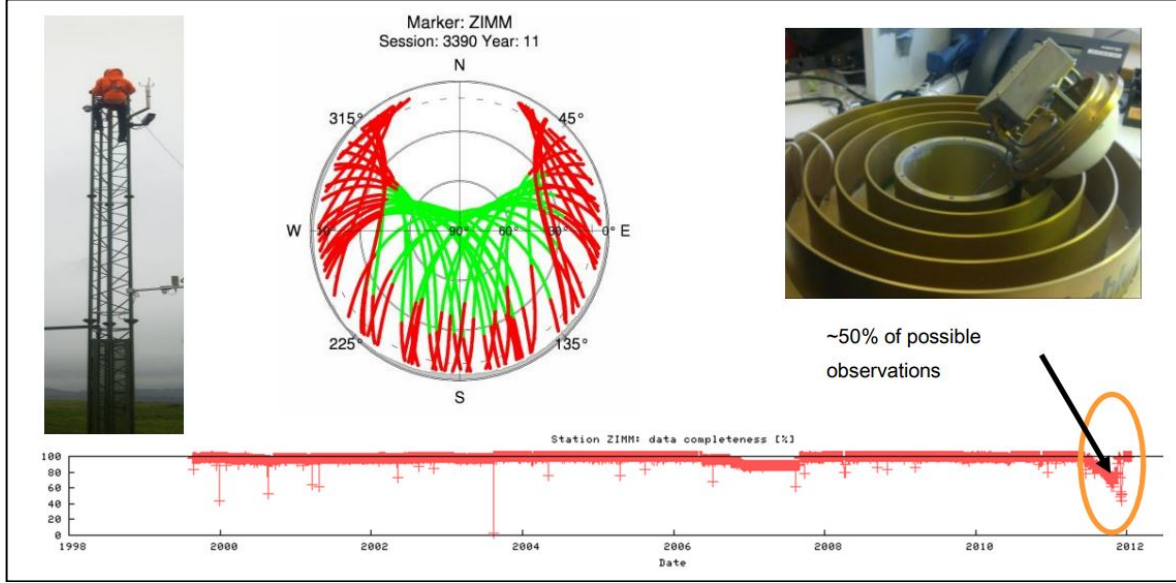 Marker: ZIMM
Session: 3390 Year: 11
N
315°
45°
W
90°
60°
30°
0°
E
225°
135°
S
~50% of possible
observations
Station ZIMM: data completeness [%]
100
80
60
40
20
0
1998
2000
2002
2004
2006
2008
2010
2012
Date